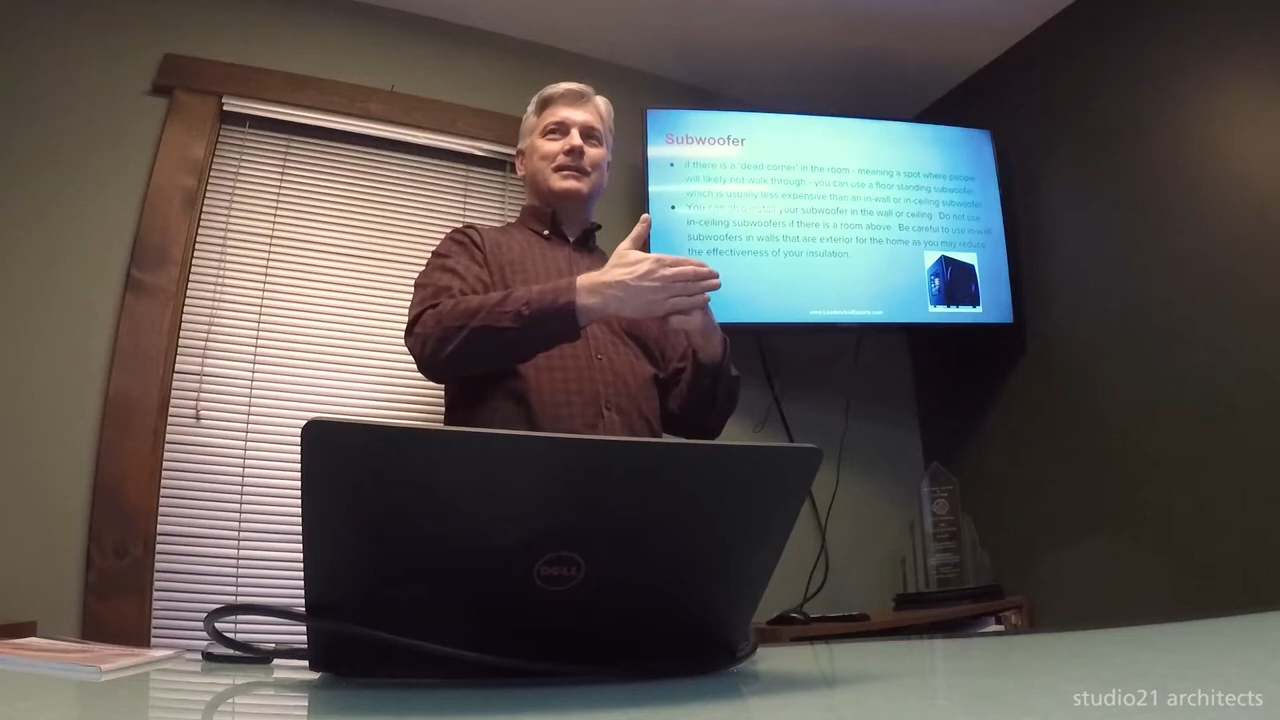 Subwoofer
• if there is a 'dead corner' in the room - meaning a spot where people
will likely not walk through - you can use a floor standing subwoofer,
which is usually less expensive than an in-wall or in-ceiling subwoofer
• You can also install your subwoofer in the wall or ceiling. Do not use
in-ceiling subwoofers if there is a room above. Be careful to use in-wall
subwoofers in walls that are exterior for the home as you may reduce
the effectiveness of your insulation.
DELL
studio21 architects